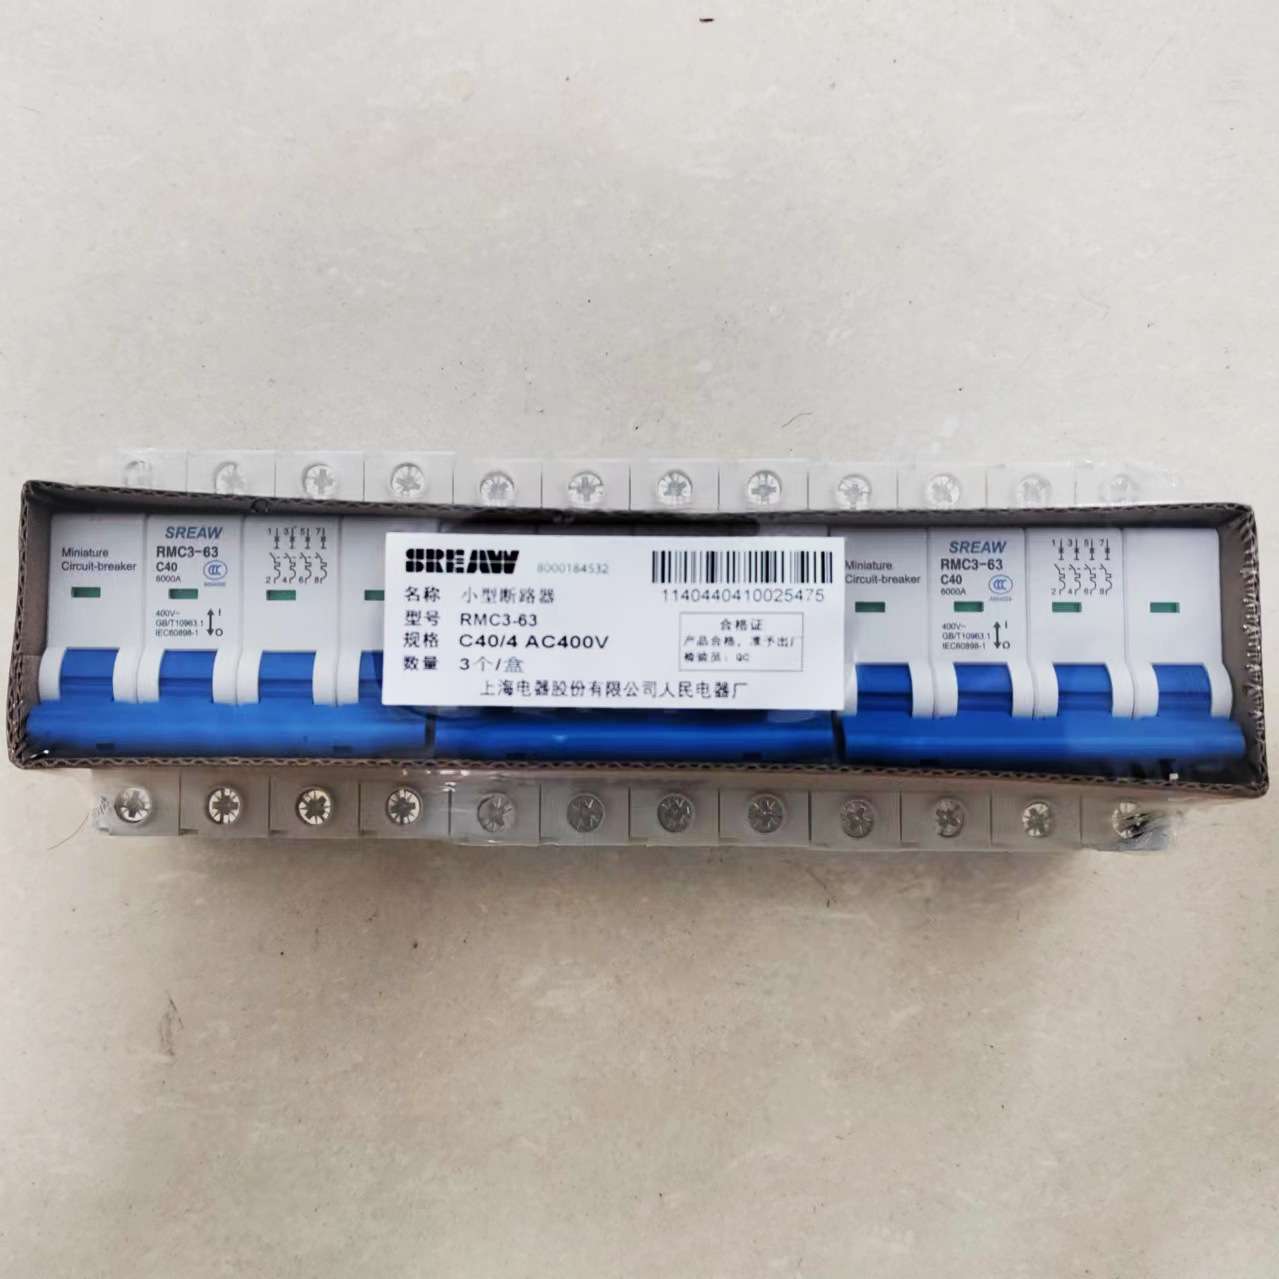 Miniature
Circuit-breaker
SREAW
RMC3-63
C40
6000A
CCC
400V~
GB/T10963.1
IEC60898-1
I
O
1 3 5 7
2 4 6 8
SREAW
8000184532
1140440410025475
名称 小型断路器
型号 RMC3-63
规格 C40/4 AC400V
数量 3个/盒
合格证
产品合格，准予出厂
检验员：QC
上海电器股份有限公司人民电器厂
Miniature
Circuit-breaker
SREAW
RMC3-63
C40
6000A
CCC
400V~
GB/T10963.1
IEC60898-1
I
O
1 3 5 7
2 4 6 8